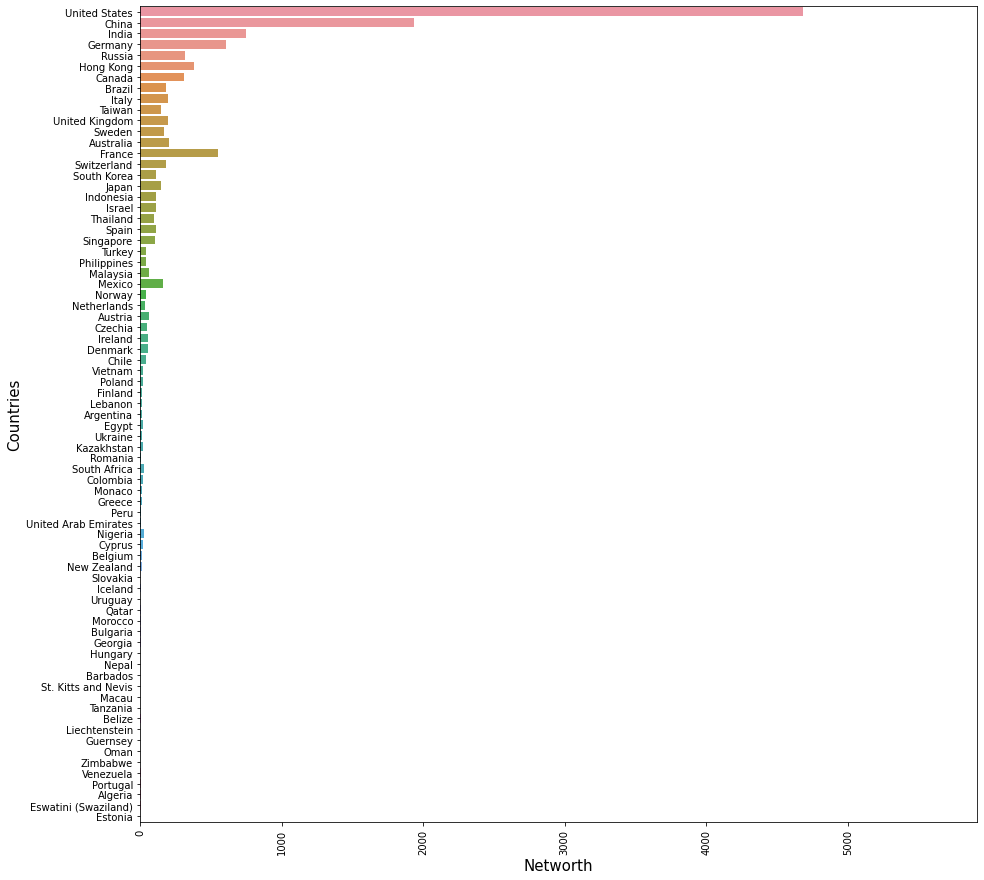 United States
China
India
Germany
Russia
Hong Kong
Canada
Brazil
Italy
Taiwan
United Kingdom
Sweden
Australia
France
Switzerland
South Korea
Japan
Indonesia
Israel
Thailand
Spain
Singapore
Turkey
Philippines
Malaysia
Mexico
Norway
Netherlands
Austria
Czechia
Ireland
Denmark
Chile
Vietnam
Poland
Finland
Lebanon
Argentina
Egypt
Ukraine
Kazakhstan
Romania
South Africa
Colombia
Monaco
Greece
Peru
United Arab Emirates
Nigeria
Cyprus
Belgium
New Zealand
Slovakia
Iceland
Uruguay
Qatar
Morocco
Bulgaria
Georgia
Hungary
Nepal
Barbados
St. Kitts and Nevis
Macau
Tanzania
Belize
Liechtenstein
Guernsey
Oman
Zimbabwe
Venezuela
Portugal
Algeria
Eswatini (Swaziland)
Estonia
Countries
0 1000 2000 3000 4000 5000
Networth